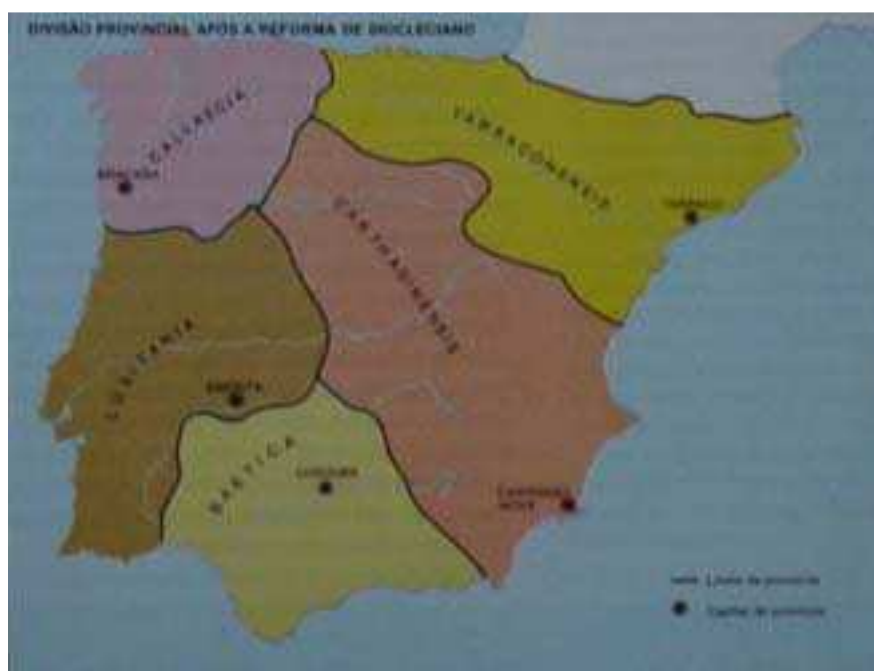 DIVISÃO PROVINCIAL APÓS A REFORMA DE DIOCLECIANO
GALLAECIA
BRACARA
TARRACONENSIS
TARRACO
CARTHAGINENSIS
LUSITANIA
EMERITA
BAETICA
CORDUBA
CARTHAGO
NOVA
Limite de província
Capital de província